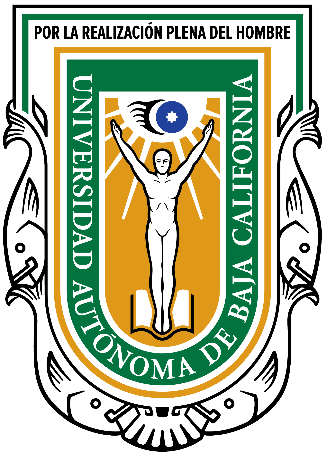 POR LA REALIZACIÓN PLENA DEL HOMBRE
UNIVERSIDAD AUTÓNOMA DE BAJA CALIFORNIA